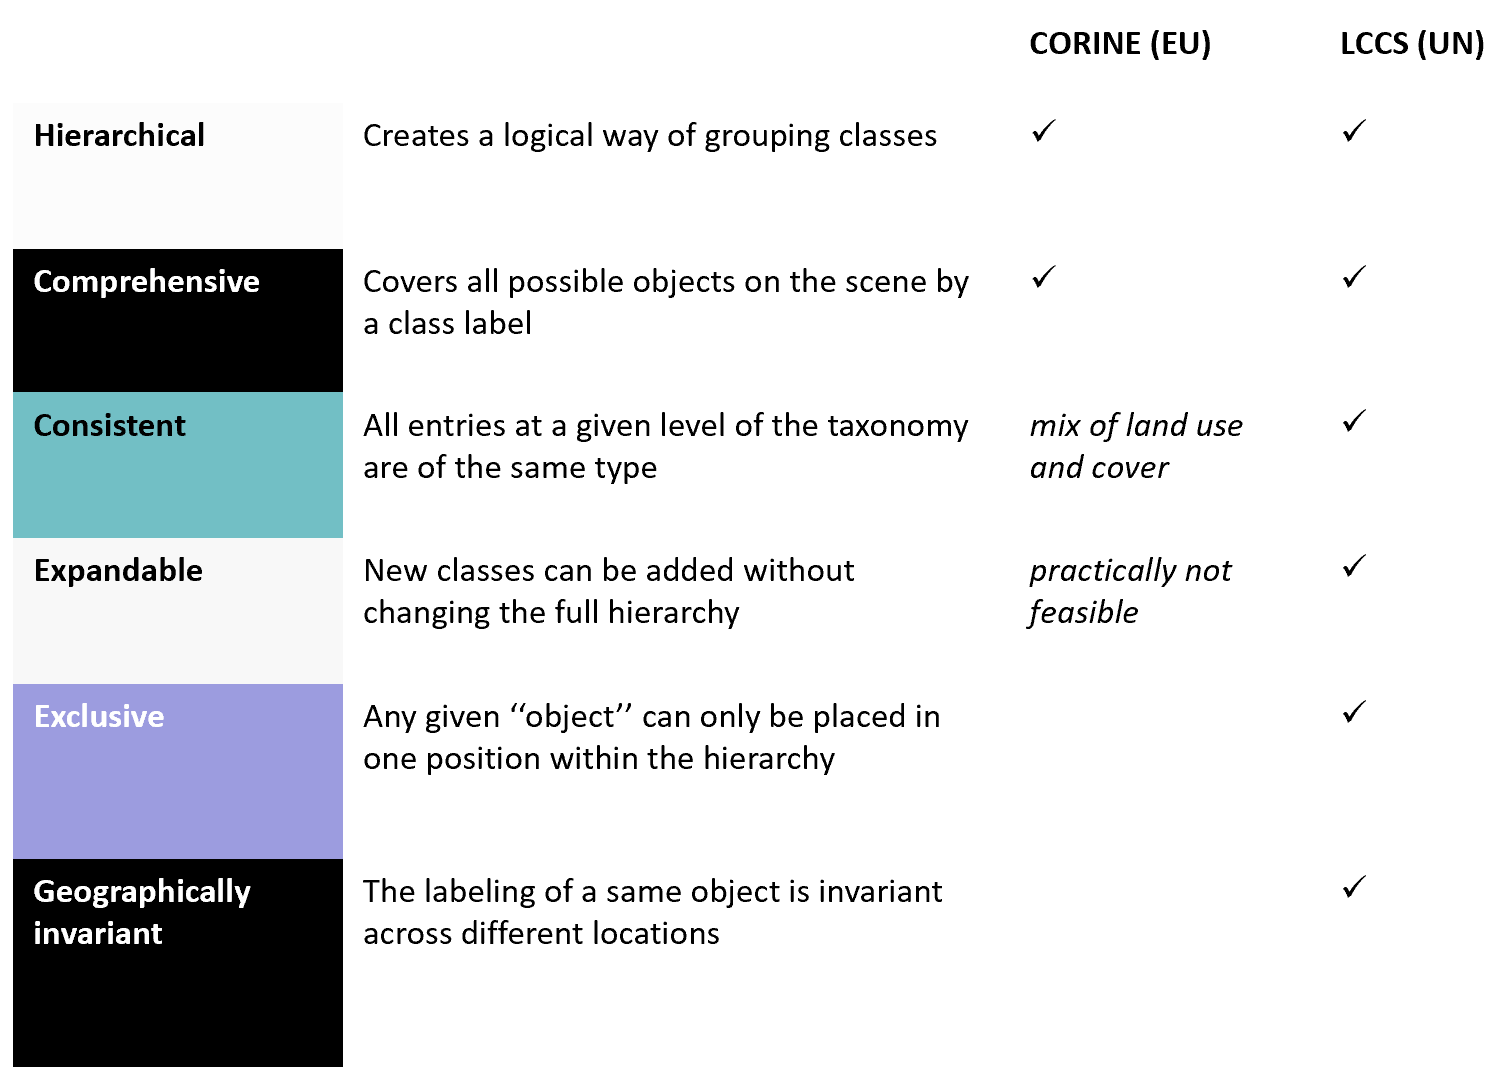 CORINE (EU) LCCS (UN)
Hierarchical Creates a logical way of grouping classes ✓ ✓
Comprehensive Covers all possible objects on the scene by ✓ ✓
a class label
Consistent All entries at a given level of the taxonomy mix of land use ✓
are of the same type and cover
Expandable New classes can be added without practically not ✓
changing the full hierarchy feasible
Exclusive Any given ‘‘object’’ can only be placed in ✓
one position within the hierarchy
Geographically The labeling of a same object is invariant ✓
invariant across different locations